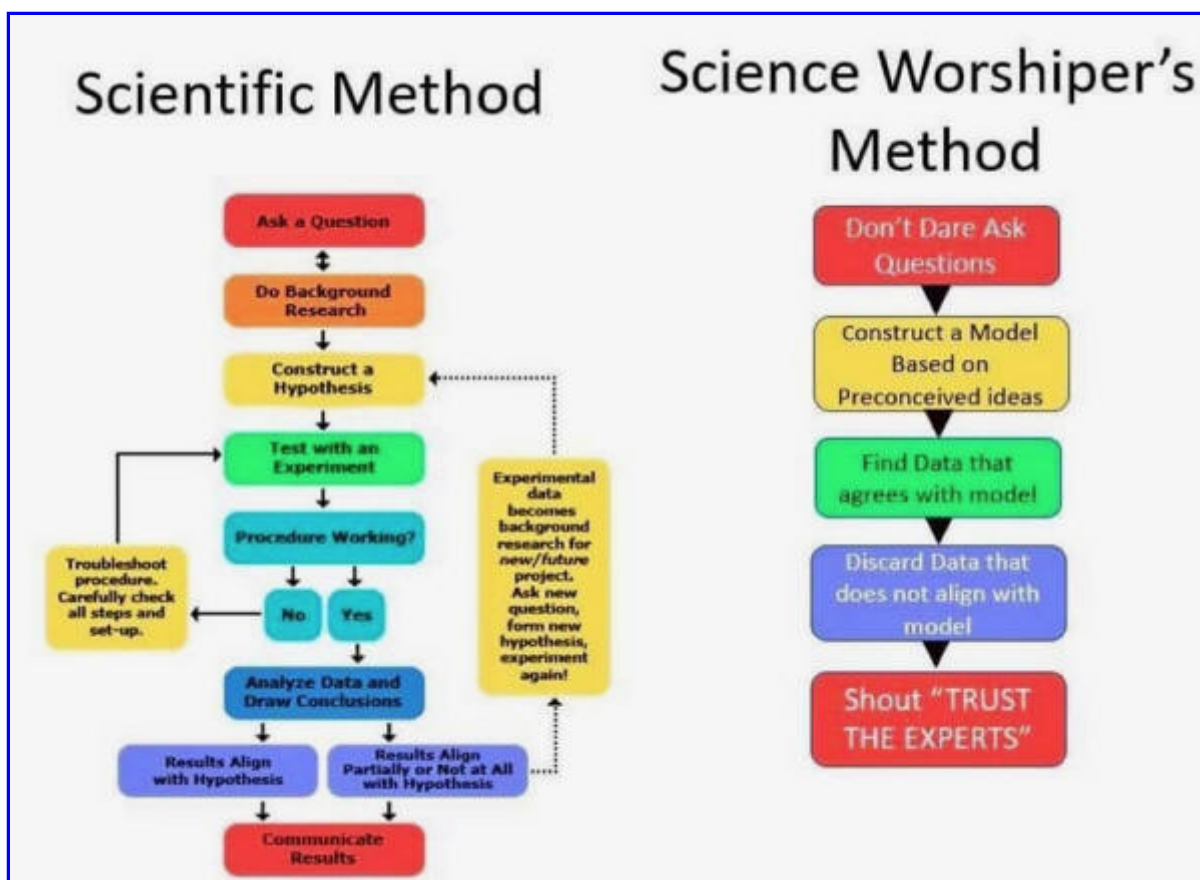 Scientific Method
Ask a Question
Do Background
Research
Construct a
Hypothesis
Test with an
Experiment
Procedure Working?
No
Yes
Troubleshoot
procedure.
Carefully check
all steps and
set-up.
Experimental
data
becomes
background
research for
new/future
project.
Ask new
question,
form new
hypothesis,
experiment
again!
Analyze Data and
Draw Conclusions
Results Align
with Hypothesis
Results Align
Partially or Not at All
with Hypothesis
Communicate
Results
Science Worshiper's
Method
Don't Dare Ask
Questions
Construct a Model
Based on
Preconceived ideas
Find Data that
agrees with model
Discard Data that
does not align with
model
Shout "TRUST
THE EXPERTS"